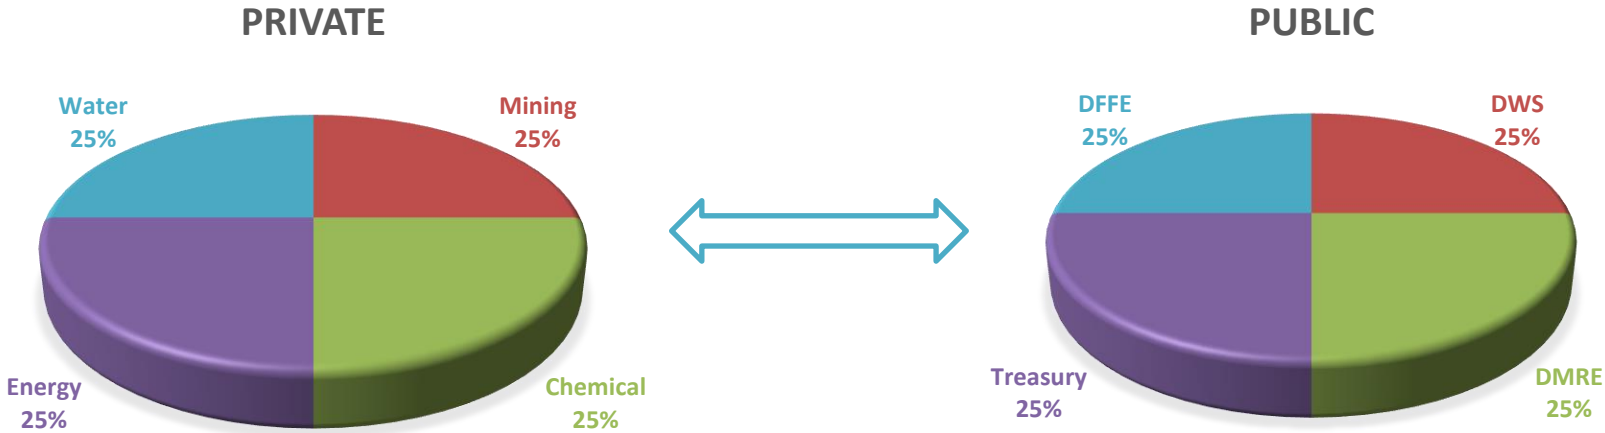 PRIVATE
PUBLIC
Water
25%
Mining
25%
Energy
25%
Chemical
25%
DFFE
25%
DWS
25%
Treasury
25%
DMRE
25%